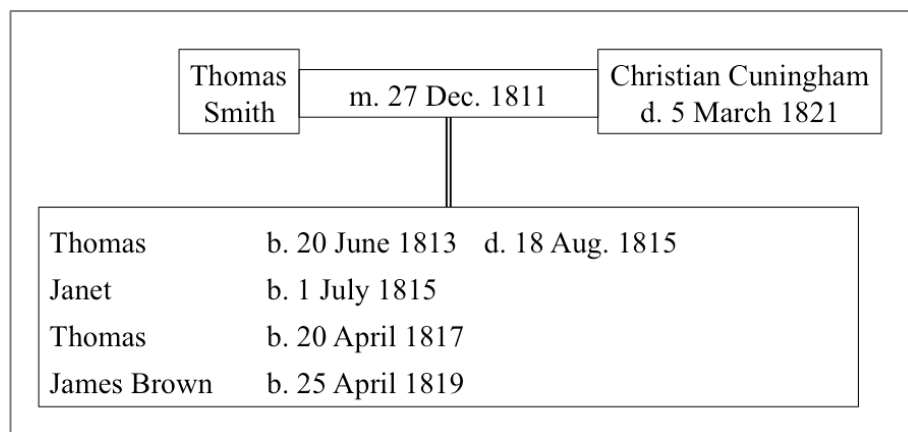 Thomas
Smith
m. 27 Dec. 1811
Christian Cuningham
d. 5 March 1821
Thomas b. 20 June 1813 d. 18 Aug. 1815
Janet b. 1 July 1815
Thomas b. 20 April 1817
James Brown b. 25 April 1819